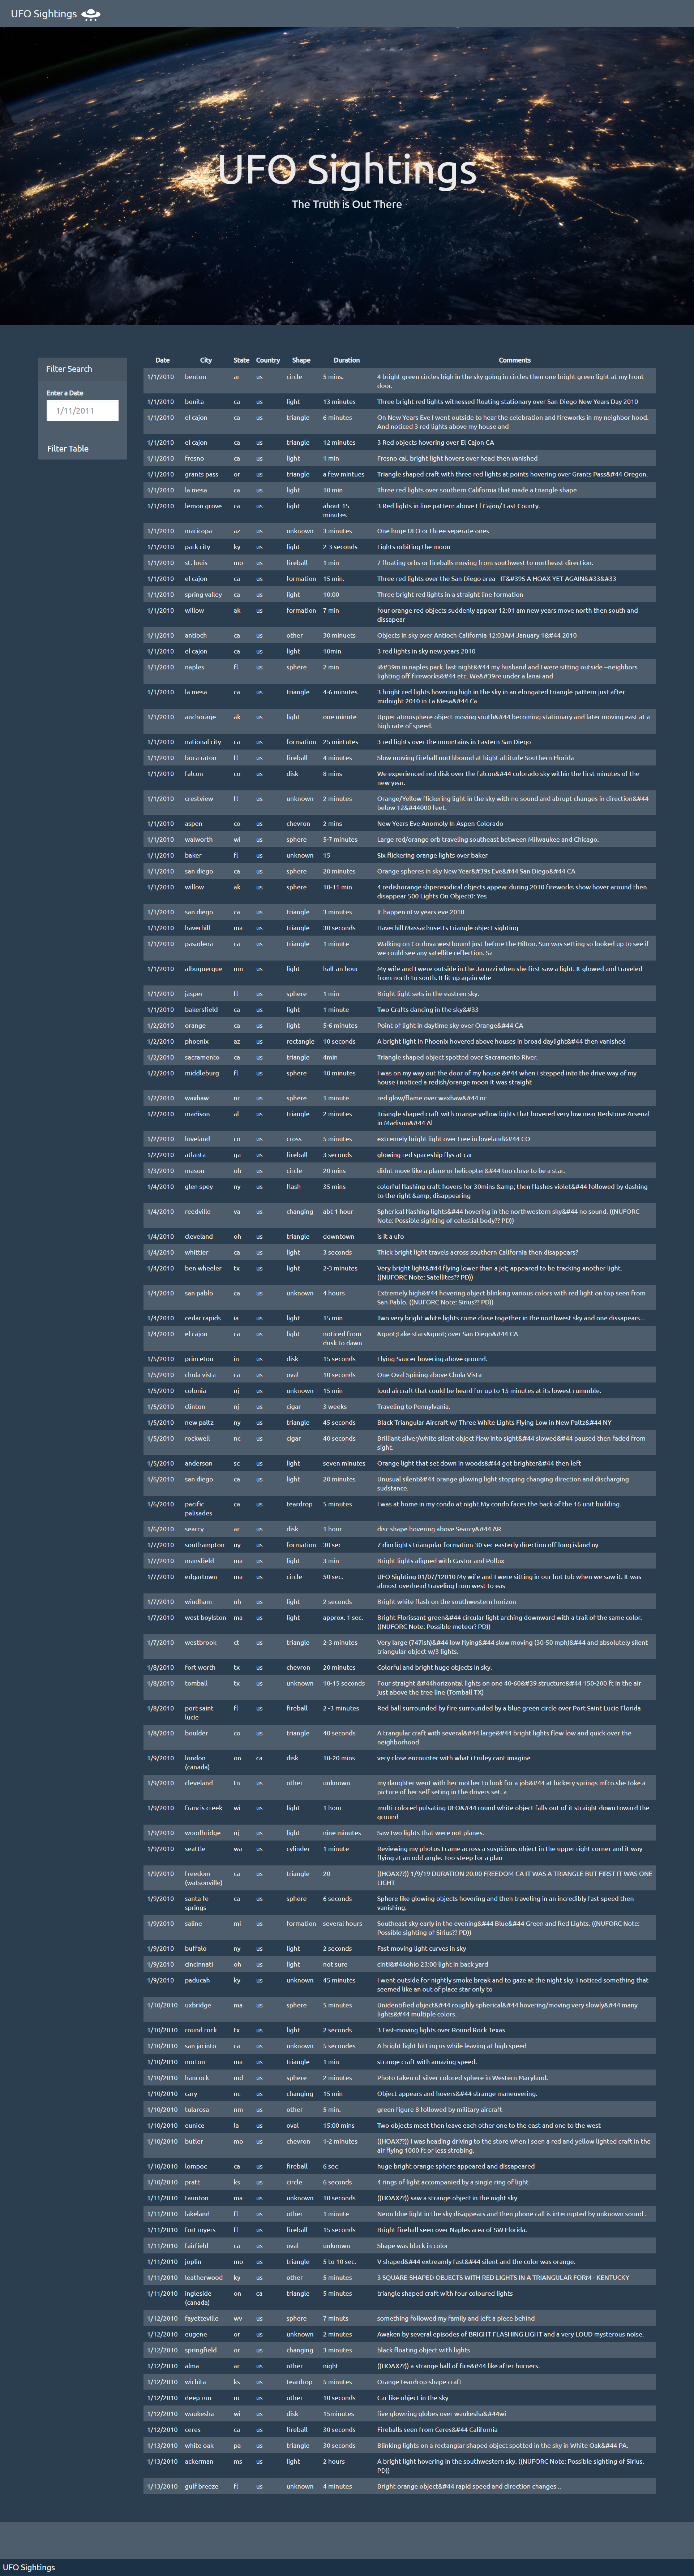 UFO Sightings
UFO Sightings
The Truth is Out There
Filter Search
Enter a Date
1/11/2011
Filter Table
Date City State Country Shape Duration Comments
1/1/2010 benton ar us circle 5 mins. 4 bright green circles high in the sky going in circles then one bright green light at my front
door.
1/1/2010 bonita ca us light 13 minutes Three bright red lights witnessed floating stationary over San Diego New Years Day 2010
1/1/2010 el cajon ca us triangle 6 minutes On New Years Eve I went outside to hear the celebration and fireworks in my neighbor hood.
And noticed 3 red lights above my house and
1/1/2010 el cajon ca us triangle 12 minutes 3 Red objects hovering over El Cajon CA
1/1/2010 fresno ca us light 1 min Fresno cal. bright light hovers over head then vanished
1/1/2010 grants pass or us triangle a few mintues Triangle shaped craft with three red lights at points hovering over Grants Pass&#44 Oregon.
1/1/2010 la mesa ca us light 10 min Three red lights over southern California that made a triangle shape
1/1/2010 lemon grove ca us light about 15
minutes 3 Red lights in line pattern above El Cajon/ East County.
1/1/2010 maricopa az us unknown 3 minutes One huge UFO or three seperate ones
1/1/2010 park city ky us light 2-3 seconds Lights orbiting the moon
1/1/2010 st. louis mo us fireball 1 min 7 floating orbs or fireballs moving from southwest to northeast direction.
1/1/2010 el cajon ca us formation 15 min. Three red lights over the San Diego area - IT&#39S A HOAX YET AGAIN&#33&#33
1/1/2010 spring valley ca us light 10:00 Three bright red lights in a straight line formation
1/1/2010 willow ak us formation 7 min four orange red objects suddenly appear 12:01 am new years move north then south and
dissapear
1/1/2010 antioch ca us other 30 minuets Objects in sky over Antioch California 12:03AM January 1&#44 2010
1/1/2010 el cajon ca us light 10min 3 red lights in sky new years 2010
1/1/2010 naples fl us sphere 2 min i&#39m in naples park. last night&#44 my husband and I were sitting outside --neighbors
lighting off fireworks&#44 etc. We&#39re under a lanai and
1/1/2010 la mesa ca us triangle 4-6 minutes 3 bright red lights hovering high in the sky in an elongated triangle pattern just after
midnight 2010 in La Mesa&#44 Ca
1/1/2010 anchorage ak us light one minute Upper atmosphere object moving south&#44 becoming stationary and later moving east at a
high rate of speed.
1/1/2010 national city ca us formation 25 mintutes 3 red lights over the mountains in Eastern San Diego
1/1/2010 boca raton fl us fireball 4 minutes Slow moving fireball northbound at hight altitude Southern Florida
1/1/2010 falcon co us disk 8 mins We experienced red disk over the falcon&#44 colorado sky within the first minutes of the
new year.
1/1/2010 crestview fl us unknown 2 minutes Orange/Yellow flickering light in the sky with no sound and abrupt changes in direction&#44
below 12&#44000 feet.
1/1/2010 aspen co us chevron 2 mins New Years Eve Anomoly In Aspen Colorado
1/1/2010 walworth wi us sphere 5-7 minutes Large red/orange orb traveling southeast between Milwaukee and Chicago.
1/1/2010 baker fl us unknown 15 Six flickering orange lights over baker
1/1/2010 san diego ca us sphere 20 minutes Orange spheres in sky New Year&#39s Eve&#44 San Diego&#44 CA
1/1/2010 willow ak us sphere 10-11 min 4 redishorange shpereiodical objects appear during 2010 fireworks show hover around then
disappear 500 Lights On Object0: Yes
1/1/2010 san diego ca us triangle 3 minutes It happen nEw years eve 2010
1/1/2010 haverhill ma us triangle 30 seconds Haverhill Massachusetts triangle object sighting
1/1/2010 pasadena ca us triangle 1 minute Walking on Cordova westbound just before the Hilton. Sun was setting so looked up to see if
we could see any satellite reflection. Sa
1/1/2010 albuquerque nm us light half an hour My wife and I were outside in the Jacuzzi when she first saw a light. It glowed and traveled
from north to south. It lit up again whe
1/1/2010 jasper fl us sphere 1 min Bright light sets in the eastren sky.
1/1/2010 bakersfield ca us light 1 minute Two Crafts dancing in the sky&#33
1/2/2010 orange ca us light 5-6 minutes Point of light in daytime sky over Orange&#44 CA
1/2/2010 phoenix az us rectangle 10 seconds A bright light in Phoenix hovered above houses in broad daylight&#44 then vanished
1/2/2010 sacramento ca us triangle 4min Triangle shaped object spotted over Sacramento River.
1/2/2010 middleburg fl us sphere 10 minutes I was on my way out the door of my house &#44 when i stepped into the drive way of my
house i noticed a redish/orange moon it was straight
1/2/2010 waxhaw nc us sphere 1 minute red glow/flame over waxhaw&#44 nc
1/2/2010 madison al us triangle 2 minutes Triangle shaped craft with orange-yellow lights that hovered very low near Redstone Arsenal
in Madison&#44 Al
1/2/2010 loveland co us cross 5 minutes extremely bright light over tree in loveland&#44 CO
1/2/2010 atlanta ga us fireball 3 seconds glowing red spaceship flys at car
1/3/2010 mason oh us circle 20 mins didnt move like a plane or helicopter&#44 too close to be a star.
1/4/2010 glen spey ny us flash 35 mins colorful flashing craft hovers for 30mins &amp; then flashes violet&#44 followed by dashing
to the right &amp; disappearing
1/4/2010 reedville va us changing abt 1 hour Spherical flashing lights&#44 hovering in the northwestern sky&#44 no sound. ((NUFORC
Note: Possible sighting of celestial body?? PD))
1/4/2010 cleveland oh us triangle downtown is it a ufo
1/4/2010 whittier ca us light 3 seconds Thick bright light travels across southern California then disappears?
1/4/2010 ben wheeler tx us light 2-3 minutes Very bright light&#44 flying lower than a jet; appeared to be tracking another light.
((NUFORC Note: Satellites?? PD))
1/4/2010 san pablo ca us unknown 4 hours Extremely high&#44 hovering object blinking various colors with red light on top seen from
San Pablo. ((NUFORC Note: Sirius?? PD))
1/4/2010 cedar rapids ia us light 15 min Two very bright white lights come close together in the northwest sky and one dissapears...
1/4/2010 el cajon ca us light noticed from
dusk to dawn &quot;Fake stars&quot; over San Diego&#44 CA
1/5/2010 princeton in us disk 15 seconds Flying Saucer hovering above ground.
1/5/2010 chula vista ca us oval 10 seconds One Oval Spining above Chula Vista
1/5/2010 colonia nj us unknown 15 min loud aircraft that could be heard for up to 15 minutes at its lowest rummble.
1/5/2010 clinton nj us cigar 3 weeks Traveling to Pennylvania.
1/5/2010 new paltz ny us triangle 45 seconds Black Triangular Aircraft w/ Three White Lights Flying Low in New Paltz&#44 NY
1/5/2010 rockwell nc us cigar 40 seconds Brilliant silver/white silent object flew into sight&#44 slowed&#44 paused then faded from
sight.
1/5/2010 anderson sc us light seven minutes Orange light that set down in woods&#44 got brighter&#44 then left
1/6/2010 san diego ca us light 20 minutes Unusual silent&#44 orange glowing light stopping changing direction and discharging
sudstance.
1/6/2010 pacific
palisades ca us teardrop 5 minutes I was at home in my condo at night.My condo faces the back of the 16 unit building.
1/6/2010 searcy ar us disk 1 hour disc shape hovering above Searcy&#44 AR
1/7/2010 southampton ny us formation 30 sec 7 dim lights triangular formation 30 sec easterly direction off long island ny
1/7/2010 mansfield ma us light 3 min Bright lights aligned with Castor and Pollux
1/7/2010 edgartown ma us circle 50 sec. UFO Sighting 01/07/12010 My wife and I were sitting in our hot tub when we saw it. It was
almost overhead traveling from west to eas
1/7/2010 windham nh us light 2 seconds Bright white flash on the southwestern horizon
1/7/2010 west boylston ma us light approx. 1 sec. Bright Florissant-green&#44 circular light arching downward with a trail of the same color.
((NUFORC Note: Possible meteor? PD))
1/7/2010 westbrook ct us triangle 2-3 minutes Very large (747ish)&#44 low flying&#44 slow moving (30-50 mph)&#44 and absolutely silent
triangular object w/3 lights.
1/8/2010 fort worth tx us chevron 20 minutes Colorful and bright huge objects in sky.
1/8/2010 tomball tx us unknown 10-15 seconds Four straight &#44horizontal lights on one 40-60&#39 structure&#44 150-200 ft in the air
just above the tree line (Tomball TX)
1/8/2010 port saint
lucie fl us fireball 2 -3 minutes Red ball surrounded by fire surrounded by a blue green circle over Port Saint Lucie Florida
1/8/2010 boulder co us triangle 40 seconds A trangular craft with several&#44 large&#44 bright lights flew low and quick over the
neighborhood
1/9/2010 london
(canada) on ca disk 10-20 mins very close encounter with what i truley cant imagine
1/9/2010 cleveland tn us other unknown my daughter went with her mother to look for a job&#44 at hickery springs mfco.she toke a
picture of her self seting in the drivers set. a
1/9/2010 francis creek wi us light 1 hour multi-colored pulsating UFO&#44 round white object falls out of it straight down toward the
ground
1/9/2010 woodbridge nj us light nine minutes Saw two lights that were not planes.
1/9/2010 seattle wa us cylinder 1 minute Reviewing my photos I came across a suspicious object in the upper right corner and it way
flying at an odd angle. Too steep for a plan
1/9/2010 freedom
(watsonville) ca us triangle 20 ((HOAX??)) 1/9/19 DURATION 20:00 FREEDOM CA IT WAS A TRIANGLE BUT FIRST IT WAS ONE
LIGHT
1/9/2010 santa fe
springs ca us sphere 6 seconds Sphere like glowing objects hovering and then traveling in an incredibly fast speed then
vanishing.
1/9/2010 saline mi us formation several hours Southeast sky early in the evening&#44 Blue&#44 Green and Red Lights. ((NUFORC Note:
Possible sighting of Sirius?? PD))
1/9/2010 buffalo ny us light 2 seconds Fast moving light curves in sky
1/9/2010 cincinnati oh us light not sure cinti&#44ohio 23:00 light in back yard
1/9/2010 paducah ky us unknown 45 minutes I went outside for nightly smoke break and to gaze at the night sky. I noticed something that
seemed like an out of place star only to
1/10/2010 uxbridge ma us sphere 5 minutes Unidentified object&#44 roughly spherical&#44 hovering/moving very slowly&#44 many
lights&#44 multiple colors.
1/10/2010 round rock tx us light 2 seconds 3 Fast-moving lights over Round Rock Texas
1/10/2010 san jacinto ca us unknown 5 secondes A bright light hitting us while leaving at high speed
1/10/2010 norton ma us triangle 1 min strange craft with amazing speed.
1/10/2010 hancock md us sphere 2 minutes Photo taken of silver colored sphere in Western Maryland.
1/10/2010 cary nc us changing 15 min Object appears and hovers&#44 strange maneuvering.
1/10/2010 tularosa nm us other 5 min. green figure 8 followed by military aircraft
1/10/2010 eunice la us oval 15:00 mins Two objects meet then leave each other one to the east and one to the west
1/10/2010 butler mo us chevron 1-2 minutes ((HOAX??)) I was heading driving to the store when I seen a red and yellow lighted craft in the
air flying 1000 ft or less strobing.
1/10/2010 lompoc ca us fireball 6 sec huge bright orange sphere appeared and dissapeared
1/10/2010 pratt ks us circle 6 seconds 4 rings of light accompanied by a single ring of light
1/11/2010 taunton ma us unknown 10 seconds ((HOAX??)) saw a strange object in the night sky
1/11/2010 lakeland fl us other 1 minute Neon blue light in the sky disappears and then phone call is interrupted by unknown sound .
1/11/2010 fort myers fl us fireball 15 seconds Bright fireball seen over Naples area of SW Florida.
1/11/2010 fairfield ca us oval unknown Shape was black in color
1/11/2010 joplin mo us triangle 5 to 10 sec. V shaped&#44 extreamly fast&#44 silent and the color was orange.
1/11/2010 leatherwood ky us other 5 minutes 3 SQUARE-SHAPED OBJECTS WITH RED LIGHTS IN A TRIANGULAR FORM - KENTUCKY
1/11/2010 ingleside
(canada) on ca triangle 5 minutes triangle shaped craft with four coloured lights
1/12/2010 fayetteville wv us sphere 7 minuts something followed my family and left a piece behind
1/12/2010 eugene or us unknown 2 minutes Awaken by several episodes of BRIGHT FLASHING LIGHT and a very LOUD mysterous noise.
1/12/2010 springfield or us changing 3 minutes black floating object with lights
1/12/2010 alma ar us other night ((HOAX??)) a strange ball of fire&#44 like after burners.
1/12/2010 wichita ks us teardrop 5 minutes Orange teardrop-shape craft
1/12/2010 deep run nc us other 10 seconds Car like object in the sky
1/12/2010 waukesha wi us disk 15minutes five glowning globes over waukesha&#44wi
1/12/2010 ceres ca us fireball 30 seconds Fireballs seen from Ceres&#44 California
1/13/2010 white oak pa us triangle 30 seconds Blinking lights on a rectanglar shaped object spotted in the sky in White Oak&#44 PA.
1/13/2010 ackerman ms us light 2 hours A bright light hovering in the southwestern sky. ((NUFORC Note: Possible sighting of Sirius.
PD))
1/13/2010 gulf breeze fl us unknown 4 minutes Bright orange object&#44 rapid speed and direction changes ..
UFO Sightings